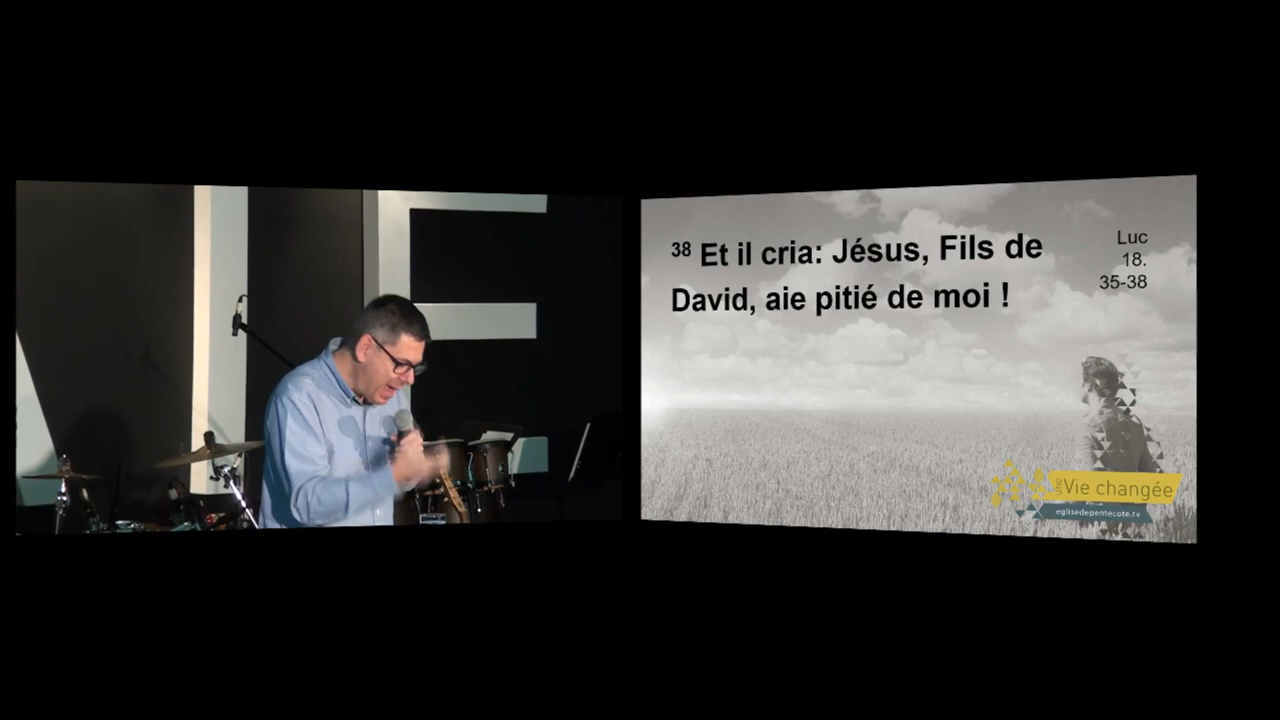 38 Et il cria: Jésus, Fils de
David, aie pitié de moi !
Luc
18.
35-38
une Vie changée
eglisedepentecote.tv